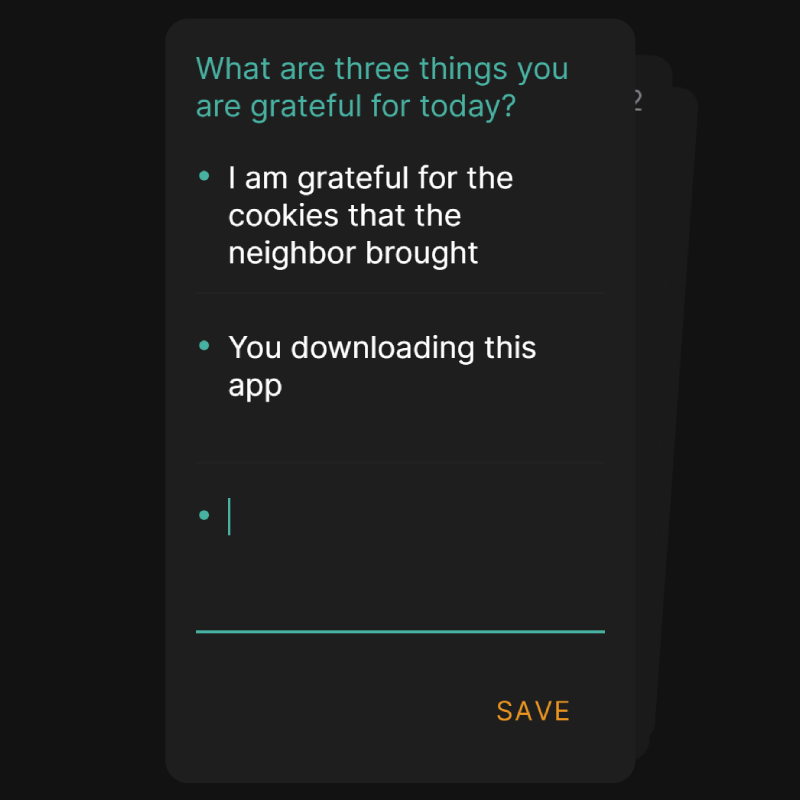 What are three things you
are grateful for today?
2
I am grateful for the
cookies that the
neighbor brought
You downloading this
app
SAVE